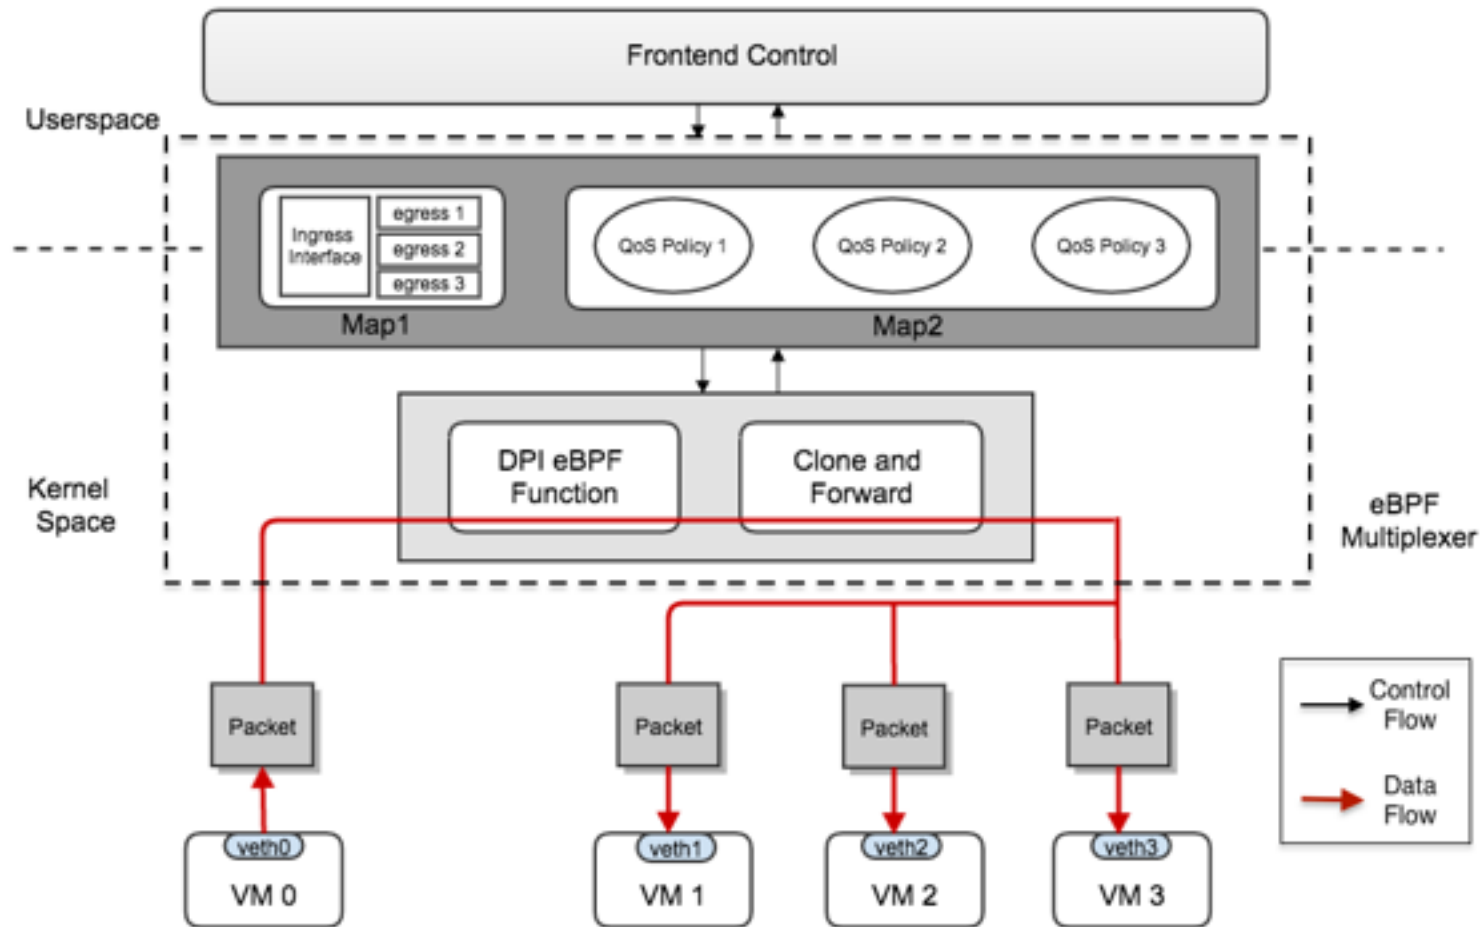 Frontend Control
Userspace
Ingress
Interface
egress 1
egress 2
egress 3
QoS Policy 1
QoS Policy 2
QoS Policy 3
Map1
Map2
DPI eBPF
Function
Clone and
Forward
Kernel
Space
eBPF
Multiplexer
Packet
Packet
Packet
Packet
Control
Flow
Data
Flow
veth0
veth1
veth2
veth3
VM 0
VM 1
VM 2
VM 3